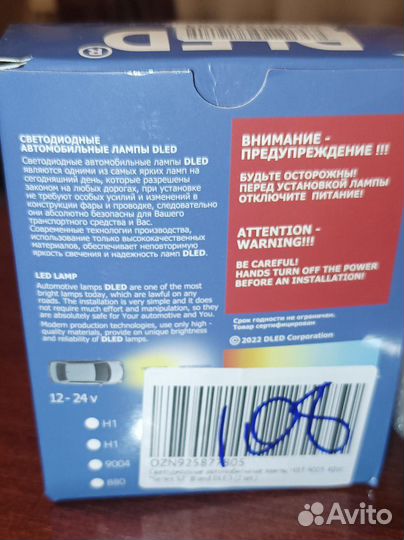 DLED
®
СВЕТОДИОДНЫЕ
АВТОМОБИЛЬНЫЕ ЛАМПЫ DLED
Светодиодные автомобильные лампы DLED
являются одними из самых ярких ламп на
сегодняшний день, которые разрешены
законом на любых дорогах, при установке
не требуют особых усилий и изменений в
конструкции фары и проводке, следовательно
они абсолютно безопасны для Вашего
транспортного средства и Вас.
Современные технологии производства,
использование только высококачественных
материалов, обеспечивает неповторимую
яркость свечения и надежность ламп DLED.
LED LAMP
Automotive lamps DLED are one of the most
bright lamps today, which are lawful on any
roads. The installation is very simple and it does
not require much effort and manipulation, so they
are absolutely safe for Your automotive and You.
Modern production technologies, use only high -
quality materials, provide on unique brightness
and reliability of DLED lamps.
12 - 24 v
H1
H1
9004
880
ВНИМАНИЕ -
ПРЕДУПРЕЖДЕНИЕ !!!
БУДЬТЕ ОСТОРОЖНЫ!
ПЕРЕД УСТАНОВКОЙ ЛАМПЫ
ОТКЛЮЧИТЕ ПИТАНИЕ!
ATTENTION -
WARNING!!!
BE CAREFUL!
HANDS TURN OFF THE POWER
BEFORE AN INSTALLATION!
Срок годности не ограничен.
Товар сертифицирован
©2022 DLED Corporation
108
OZN925877805
Светодиодные автомобильные лампы
Avito